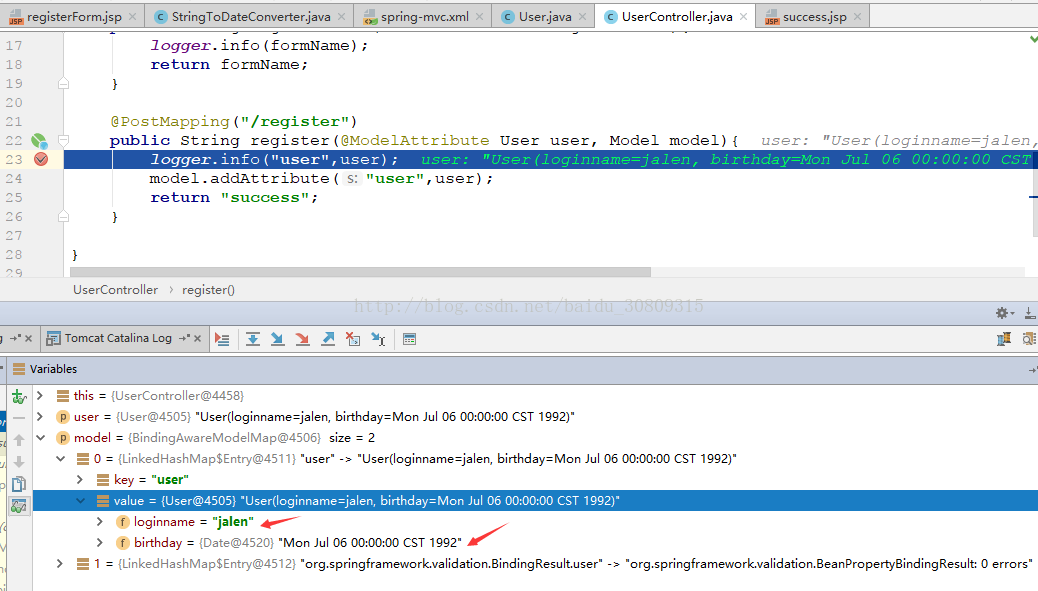 registerForm.jsp × StringToDateConverter.java × spring-mvc.xml × User.java × UserController.java × success.jsp ×
17 logger.info(formName);
18 return formName;
19 }
20
21 @PostMapping("/register")
22 public String register(@ModelAttribute User user, Model model){ user: "User(loginname=jalen,
23 logger.info("user",user); user: "User(loginname=jalen, birthday=Mon Jul 06 00:00:00 CST
24 model.addAttribute( s: "user",user);
25 return "success";
26 }
27
28 }
29
UserController › register()
http://blog.csdn.net/baidu_30809315
Tomcat Catalina Log
Variables
this = {UserController@4458}
user = {User@4505} "User(loginname=jalen, birthday=Mon Jul 06 00:00:00 CST 1992)"
model = {BindingAwareModelMap@4506} size = 2
0 = {LinkedHashMap$Entry@4511} "user" -> "User(loginname=jalen, birthday=Mon Jul 06 00:00:00 CST 1992)"
key = "user"
value = {User@4505} "User(loginname=jalen, birthday=Mon Jul 06 00:00:00 CST 1992)"
loginname = "jalen"
birthday = {Date@4520} "Mon Jul 06 00:00:00 CST 1992"
1 = {LinkedHashMap$Entry@4512} "org.springframework.validation.BindingResult.user" -> "org.springframework.validation.BeanPropertyBindingResult: 0 errors"